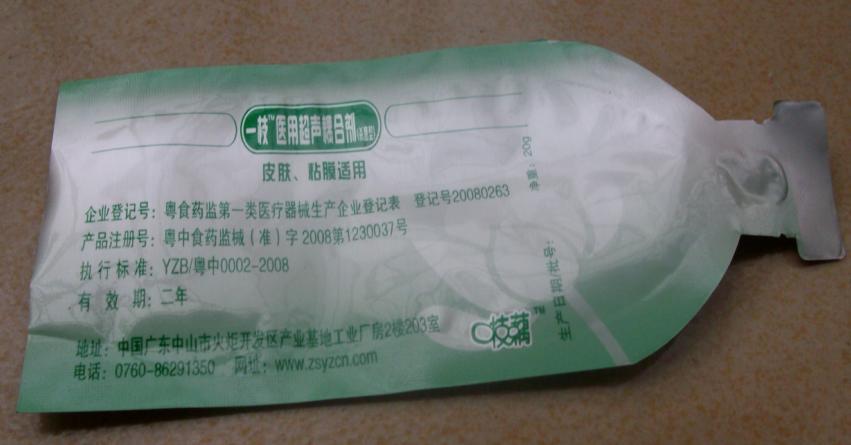 一枝™医用超声耦合剂
皮肤、粘膜适用
企业登记号：粤食药监第一类医疗器械生产企业登记表 登记号20080263
产品注册号：粤中食药监械（准）字2008第1230037号
执行标准：YZB/粤中0002-2008
有 效 期：二年
地址：中国广东中山市火炬开发区产业基地工业厂房2楼203室
电话：0760-86291350 网址：www.zsyzcn.com
净重：20g
生产日期/批号：